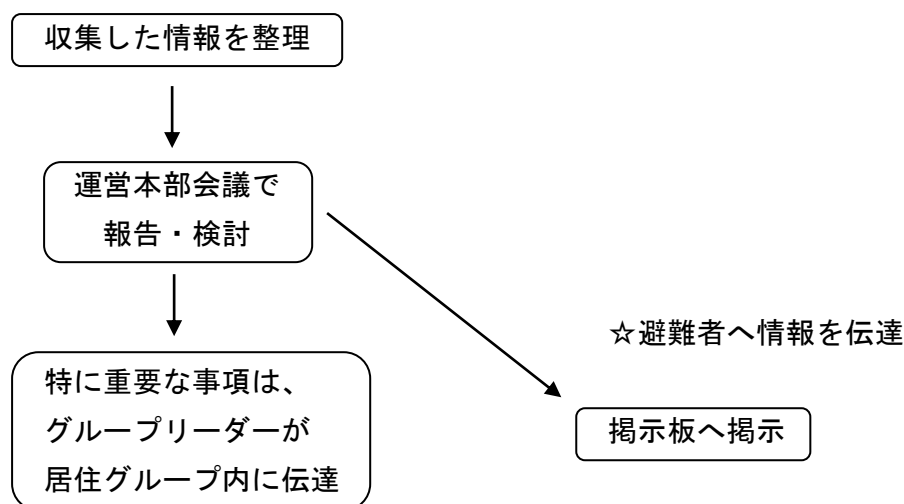 収集した情報を整理
運営本部会議で
報告・検討
☆避難者へ情報を伝達
特に重要な事項は、
グループリーダーが
居住グループ内に伝達
掲示板へ掲示